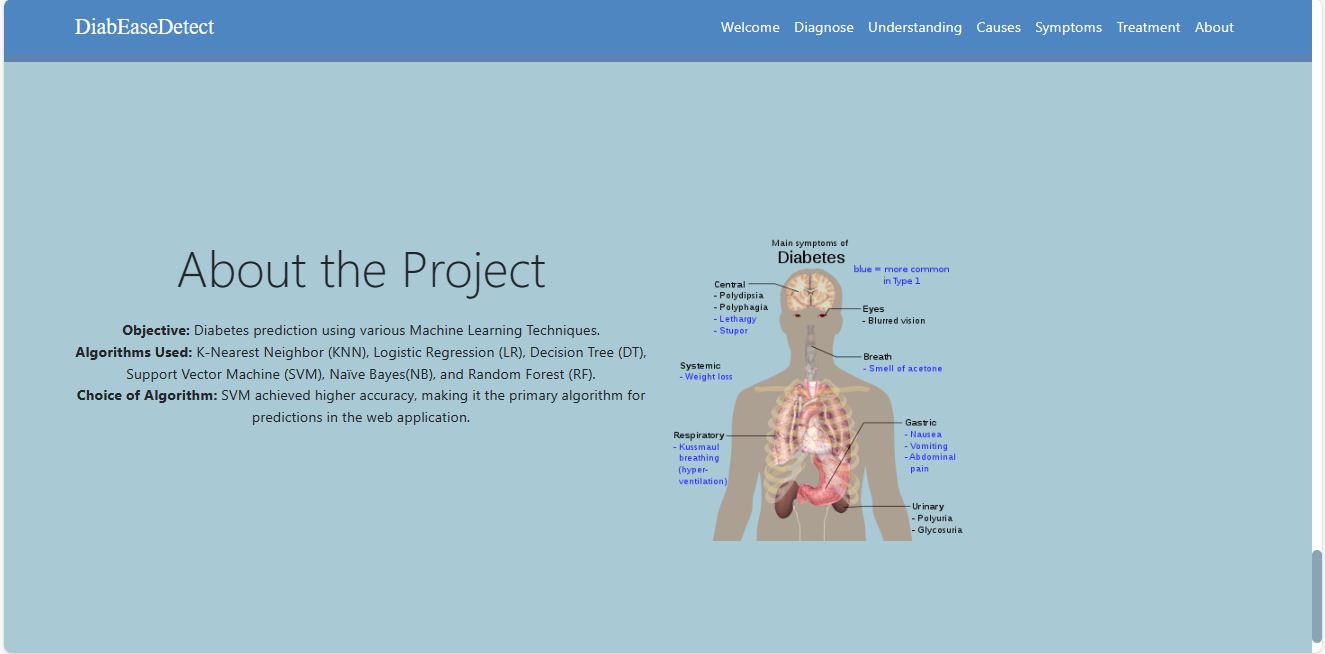 DiabEaseDetect
Welcome Diagnose Understanding Causes Symptoms Treatment About
About the Project
Objective: Diabetes prediction using various Machine Learning Techniques.
Algorithms Used: K-Nearest Neighbor (KNN), Logistic Regression (LR), Decision Tree (DT),
Support Vector Machine (SVM), Naïve Bayes(NB), and Random Forest (RF).
Choice of Algorithm: SVM achieved higher accuracy, making it the primary algorithm for
predictions in the web application.
Main symptoms of
Diabetes
blue = more common
in Type 1
Central
- Polydipsia
- Polyphagia
- Lethargy
- Stupor
Eyes
- Blurred vision
Breath
- Smell of acetone
Systemic
- Weight loss
Respiratory
- Kussmaul
breathing
(hyper-
ventilation)
Gastric
- Nausea
- Vomiting
- Abdominal
pain
Urinary
- Polyuria
- Glycosuria